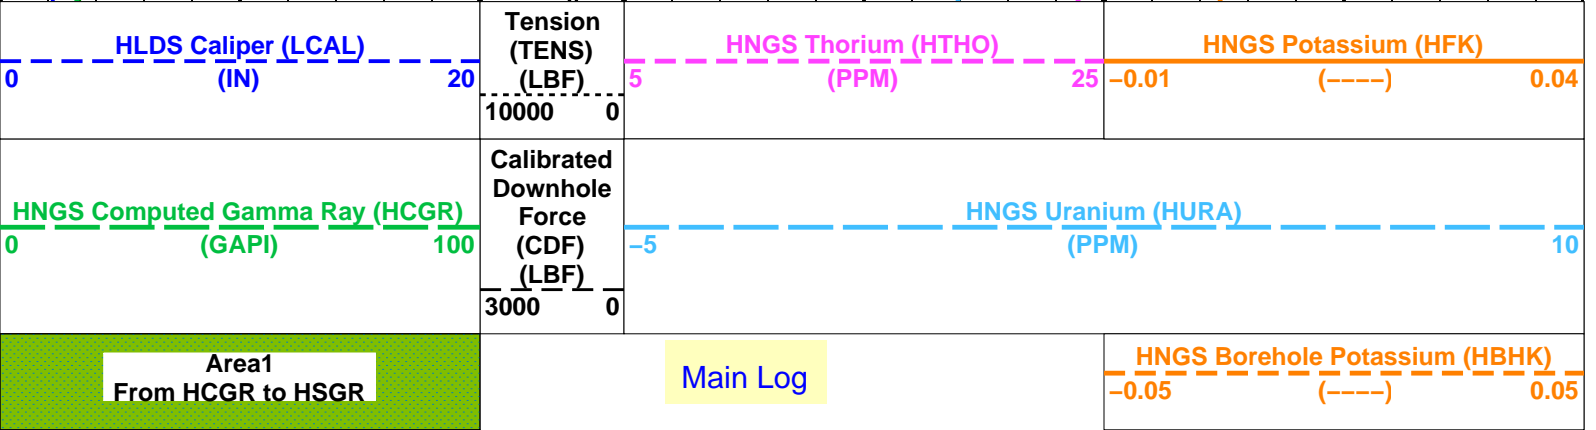 HLDS Caliper (LCAL)
0 (IN) 20
Tension
(TENS)
(LBF)
10000 0
HNGS Thorium (HTHO)
5 (PPM) 25
HNGS Potassium (HFK)
−0.01 (−−−−) 0.04
HNGS Computed Gamma Ray (HCGR)
0 (GAPI) 100
Calibrated
Downhole
Force
(CDF)
(LBF)
3000 0
HNGS Uranium (HURA)
−5 (PPM) 10
Area1
From HCGR to HSGR
Main Log
HNGS Borehole Potassium (HBHK)
−0.05 (−−−−) 0.05